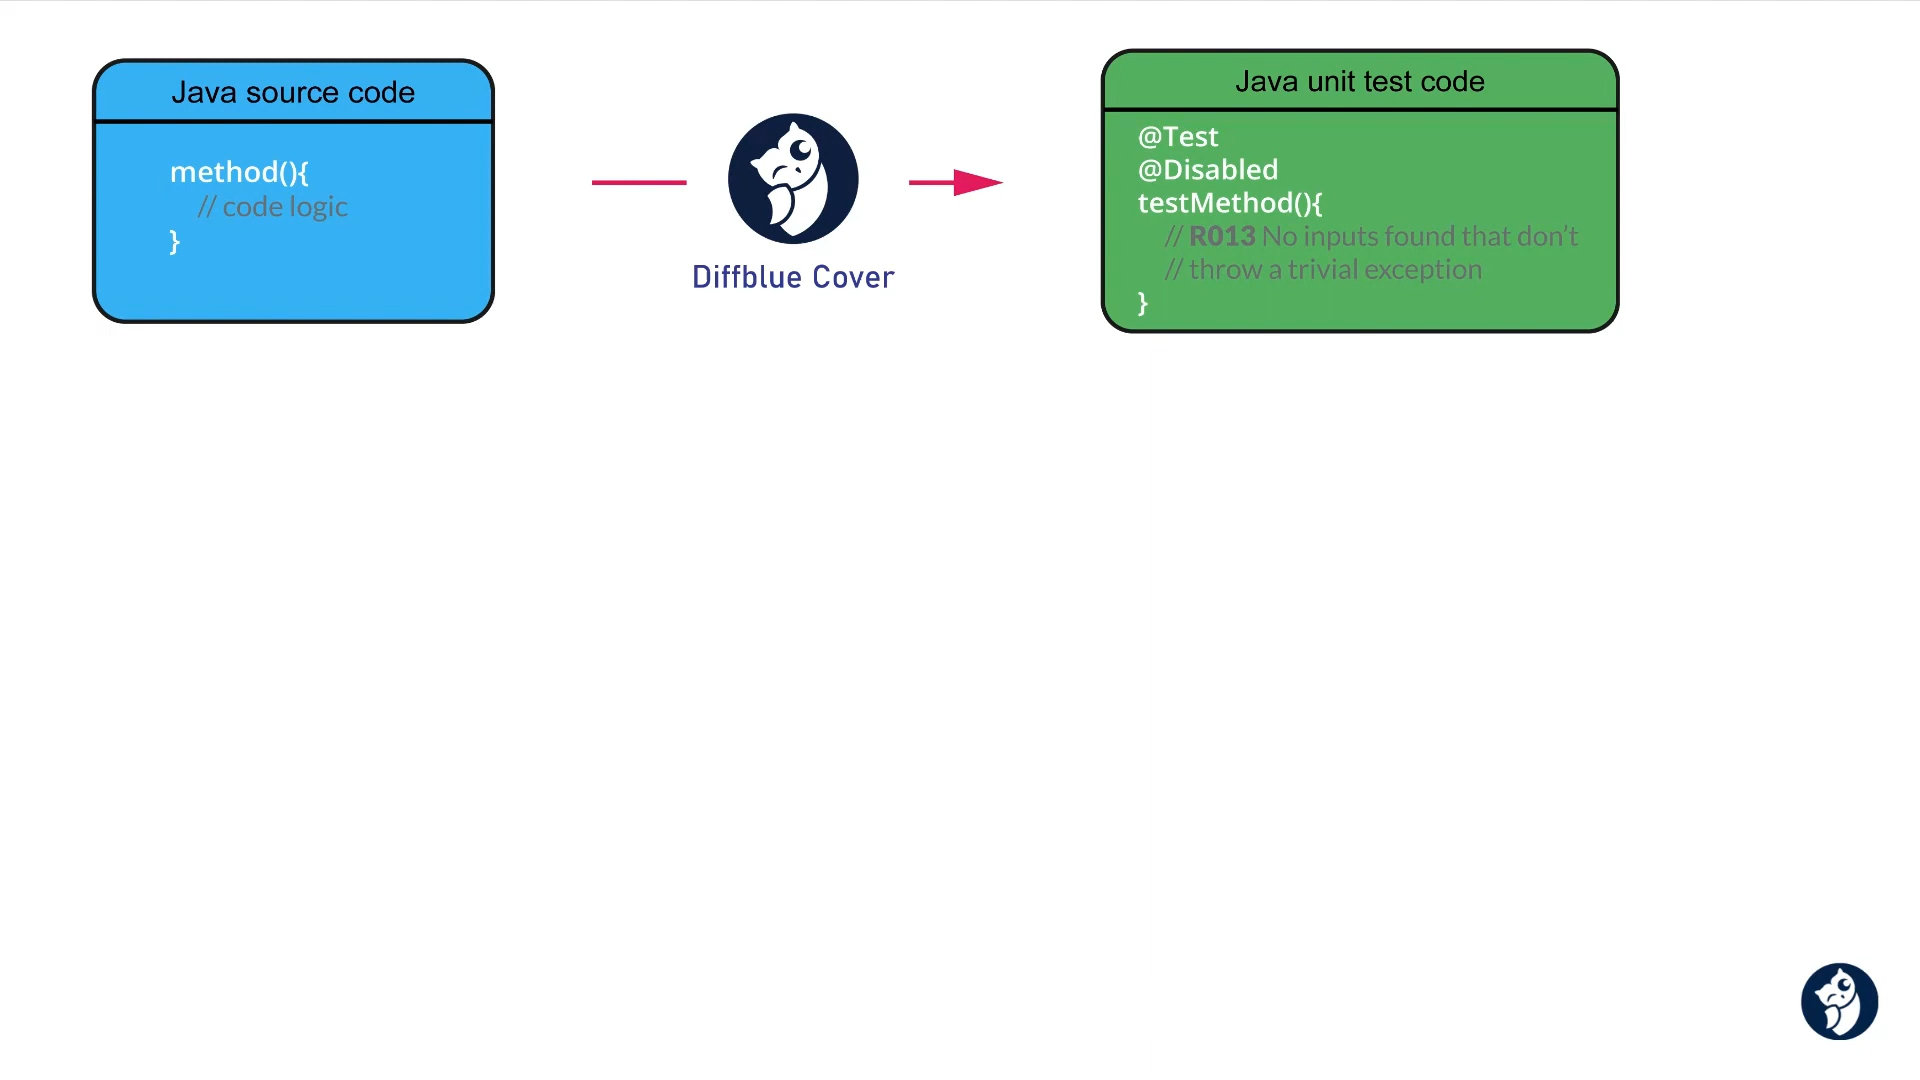 Java source code
method(){
// code logic
}
Diffblue Cover
Java unit test code
@Test
@Disabled
testMethod(){
// R013 No inputs found that don’t
// throw a trivial exception
}